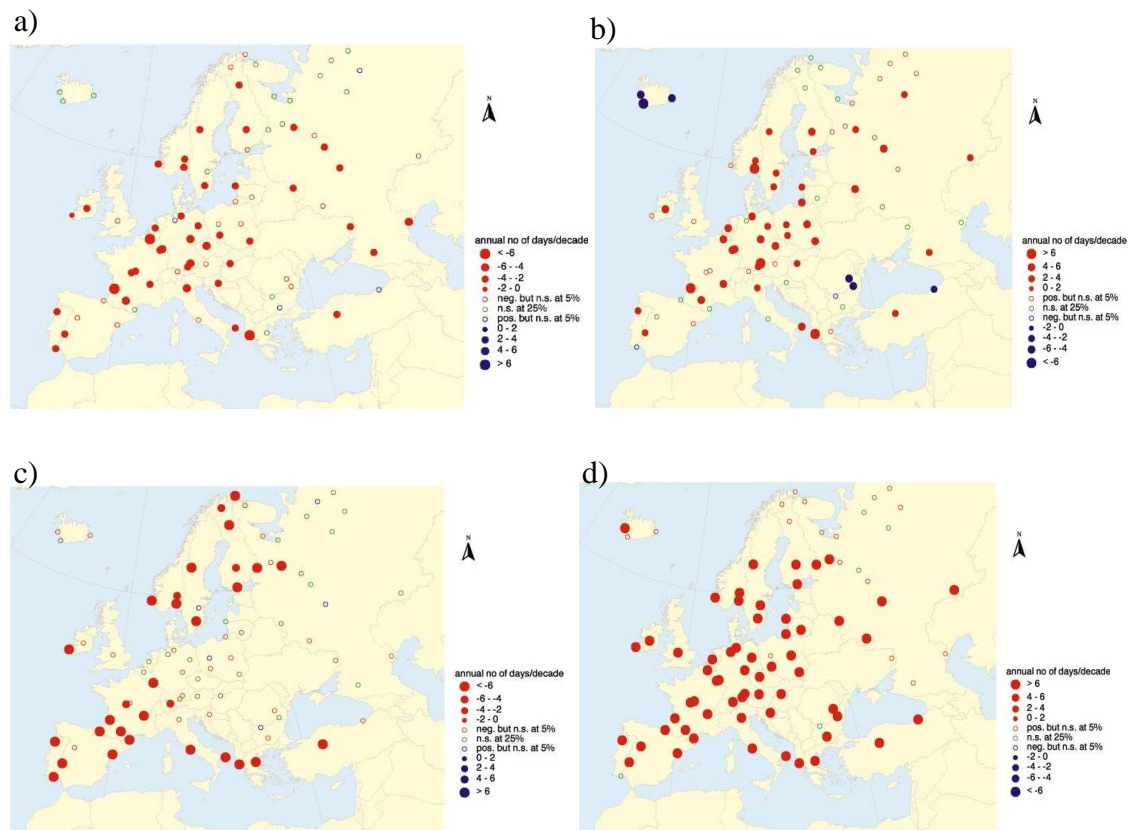 a)
N
annual no of days/decade
< -6
-6 - -4
-4 - -2
-2 - 0
neg. but n.s. at 5%
n.s. at 25%
pos. but n.s. at 5%
0 - 2
2 - 4
4 - 6
> 6
b)
N
annual no of days/decade
> 6
4 - 6
2 - 4
0 - 2
pos. but n.s. at 5%
n.s. at 25%
neg. but n.s. at 5%
-2 - 0
-4 - -2
-6 - -4
< -6
c)
N
annual no of days/decade
< -6
-6 - -4
-4 - -2
-2 - 0
neg. but n.s. at 5%
n.s. at 25%
pos. but n.s. at 5%
0 - 2
2 - 4
4 - 6
> 6
d)
N
annual no of days/decade
> 6
4 - 6
2 - 4
0 - 2
pos. but n.s. at 5%
n.s. at 25%
neg. but n.s. at 5%
-2 - 0
-4 - -2
-6 - -4
< -6